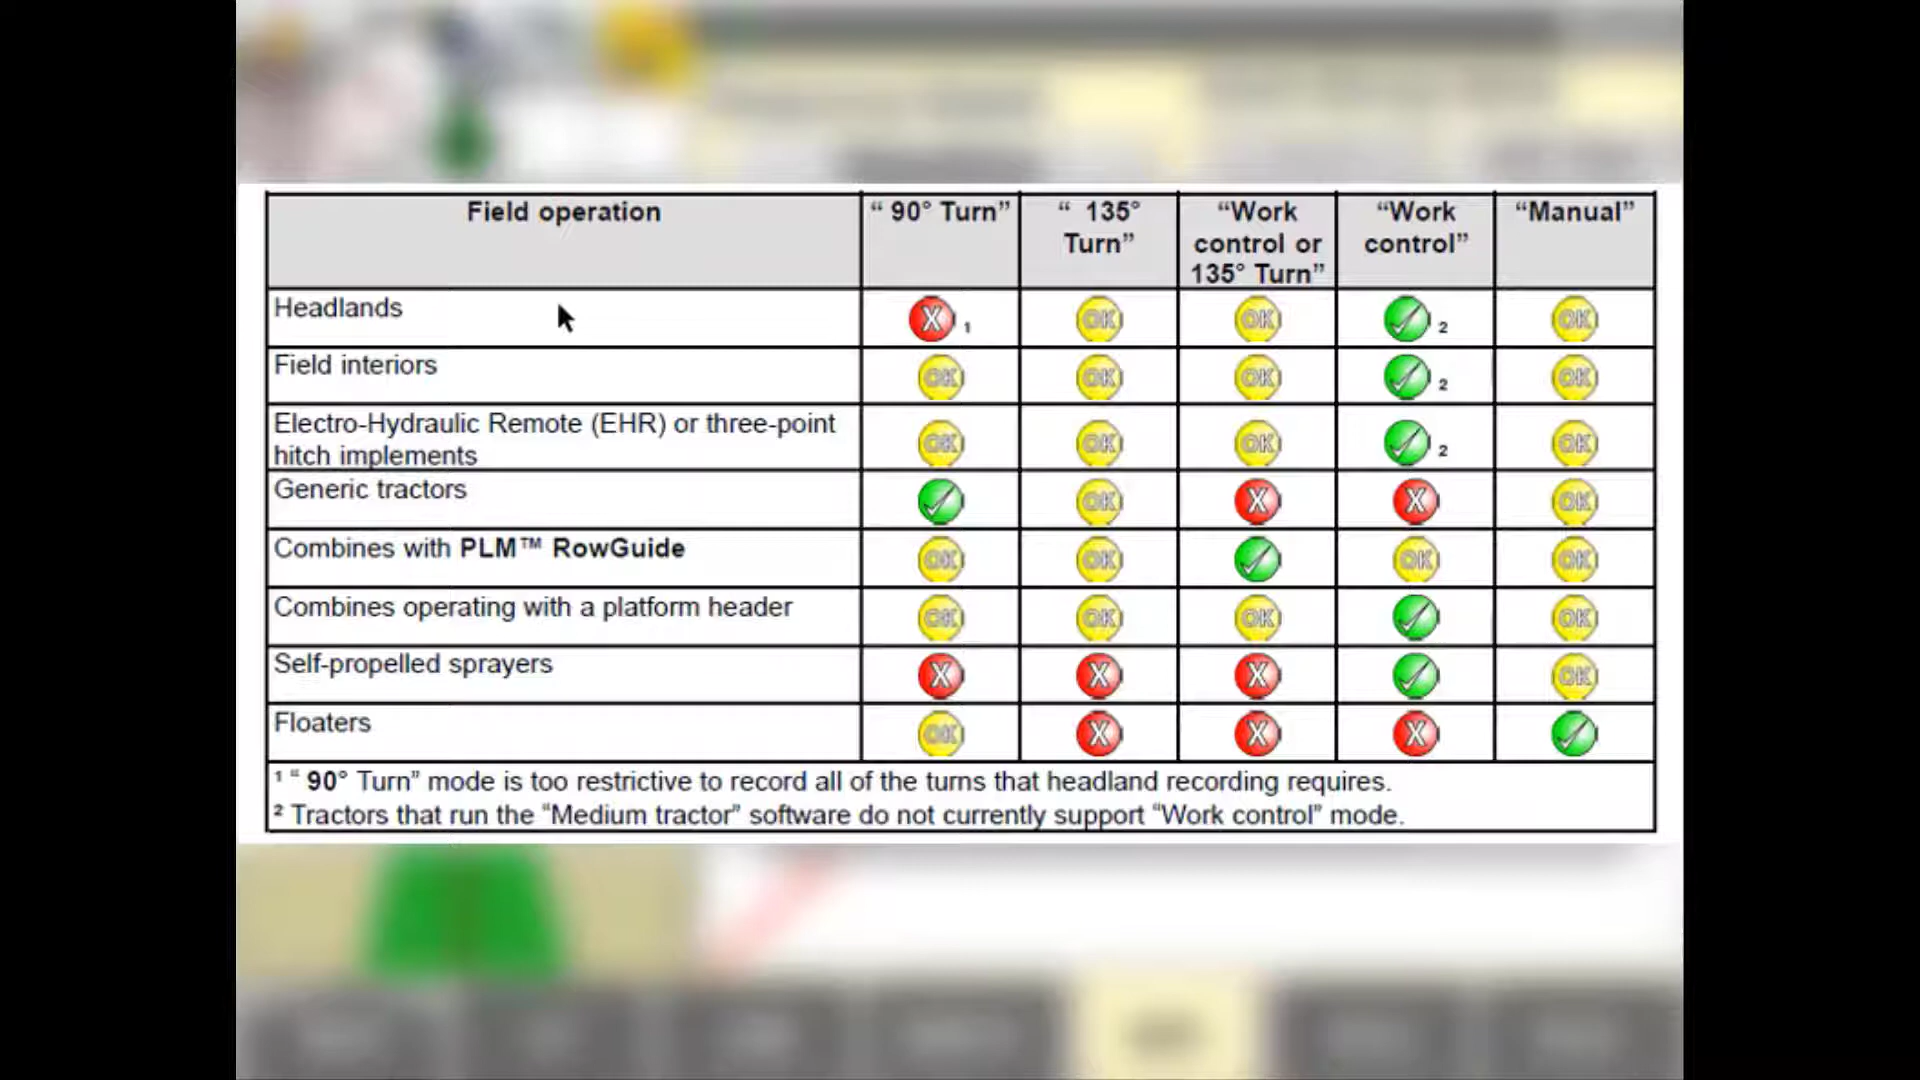 Field operation “ 90° Turn” “ 135° Turn” “Work control or 135° Turn” “Work control” “Manual”
Headlands X 1 OK OK 2 OK
Field interiors OK OK OK 2 OK
Electro-Hydraulic Remote (EHR) or three-point
hitch implements OK OK OK 2 OK
Generic tractors OK X X OK
Combines with PLM™ RowGuide OK OK OK OK
Combines operating with a platform header OK OK OK OK
Self-propelled sprayers X X X OK
Floaters OK X X X
¹ “ 90° Turn” mode is too restrictive to record all of the turns that headland recording requires.
² Tractors that run the “Medium tractor” software do not currently support “Work control” mode.